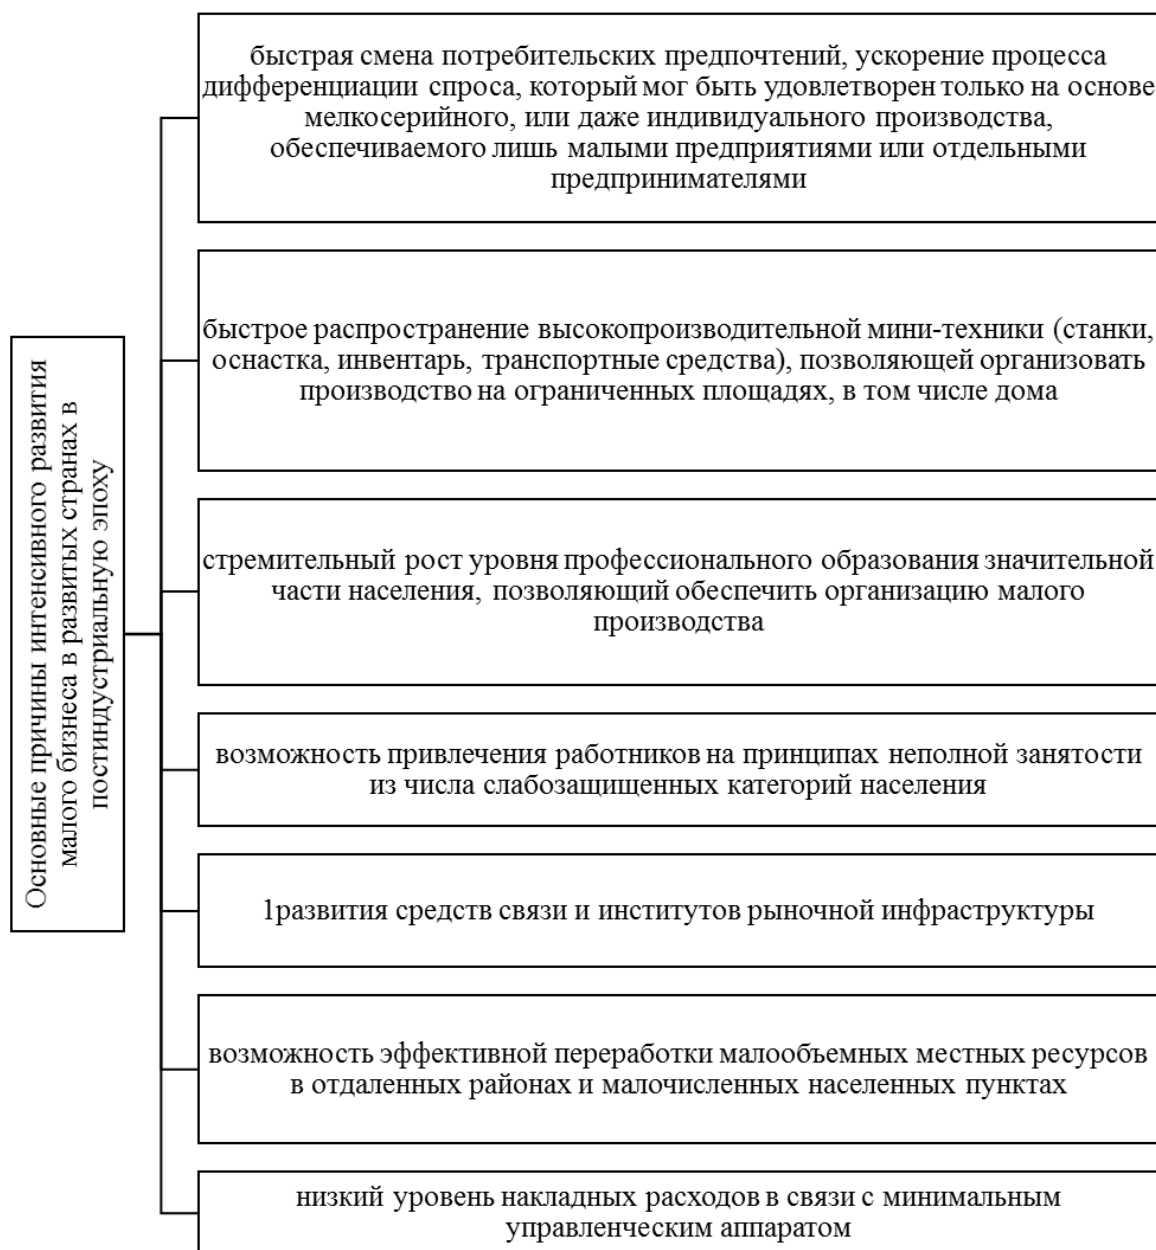 Основные причины интенсивного развития
малого бизнеса в развитых странах в
постиндустриальную эпоху
быстрая смена потребительских предпочтений, ускорение процесса
дифференциации спроса, который мог быть удовлетворен только на основе
мелкосерийного, или даже индивидуального производства,
обеспечиваемого лишь малыми предприятиями или отдельными
предпринимателями
быстрое распространение высокопроизводительной мини-техники (станки,
оснастка, инвентарь, транспортные средства), позволяющей организовать
производство на ограниченных площадях, в том числе дома
стремительный рост уровня профессионального образования значительной
части населения, позволяющий обеспечить организацию малого
производства
возможность привлечения работников на принципах неполной занятости
из числа слабозащищенных категорий населения
1развития средств связи и институтов рыночной инфраструктуры
возможность эффективной переработки малообъемных местных ресурсов
в отдаленных районах и малочисленных населенных пунктах
низкий уровень накладных расходов в связи с минимальным
управленческим аппаратом